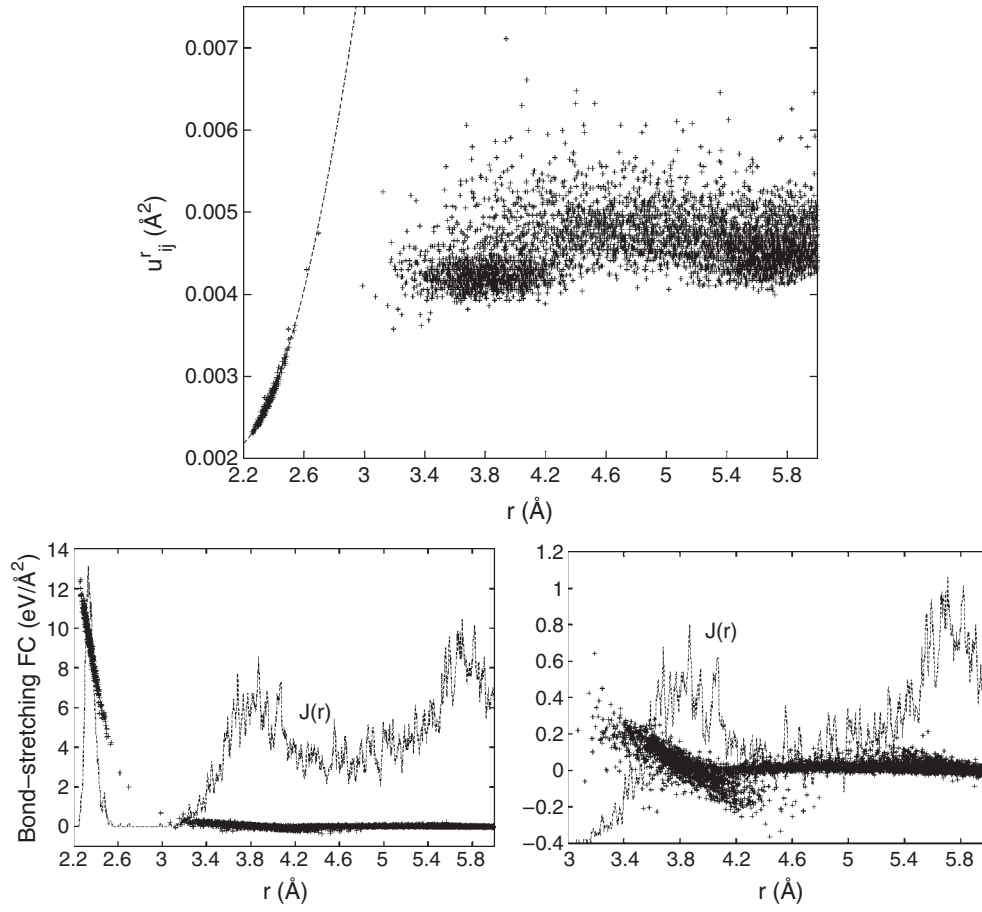 0.007
0.006
0.005
0.004
0.003
0.002
u^r_ij (Å²)
2.2 2.6 3 3.4 3.8 4.2 4.6 5 5.4 5.8
r (Å)
14
12
10
8
6
4
2
0
Bond–stretching FC (eV/Å²)
J(r)
2.2 2.6 3 3.4 3.8 4.2 4.6 5 5.4 5.8
r (Å)
1.2
1
0.8
0.6
0.4
0.2
0
−0.2
−0.4
J(r)
3 3.4 3.8 4.2 4.6 5 5.4 5.8
r (Å)